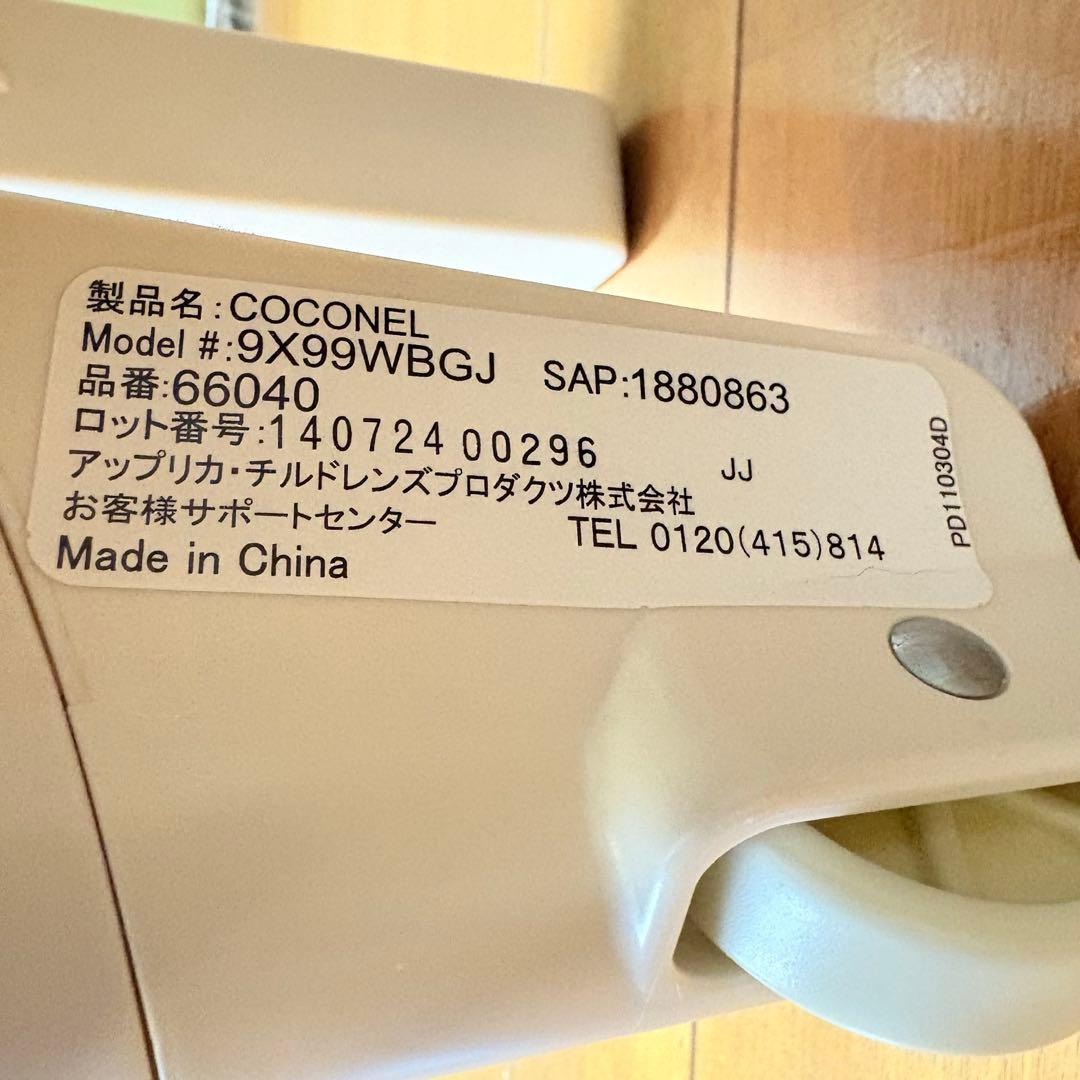 製品名:COCONEL
Model #:9X99WBGJ SAP:1880863
品番:66040
ロット番号:140724 00296 JJ
アップリカ・チルドレンズプロダクツ株式会社
お客様サポートセンター TEL 0120(415)814
Made in China
PD110304D